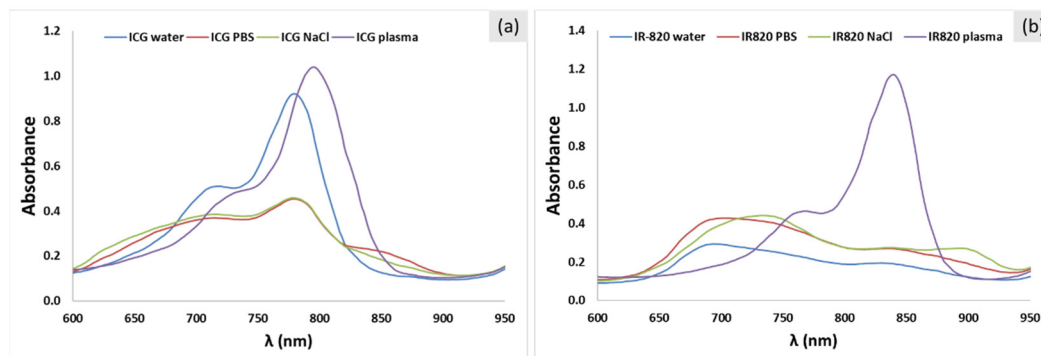 (a)
ICG water ICG PBS ICG NaCl ICG plasma
1.2
1.0
0.8
0.6
0.4
0.2
0.0
Absorbance
600 650 700 750 800 850 900 950
λ (nm)
(b)
IR-820 water IR820 PBS IR820 NaCl IR820 plasma
1.4
1.2
1.0
0.8
0.6
0.4
0.2
0.0
Absorbance
600 650 700 750 800 850 900 950
λ (nm)